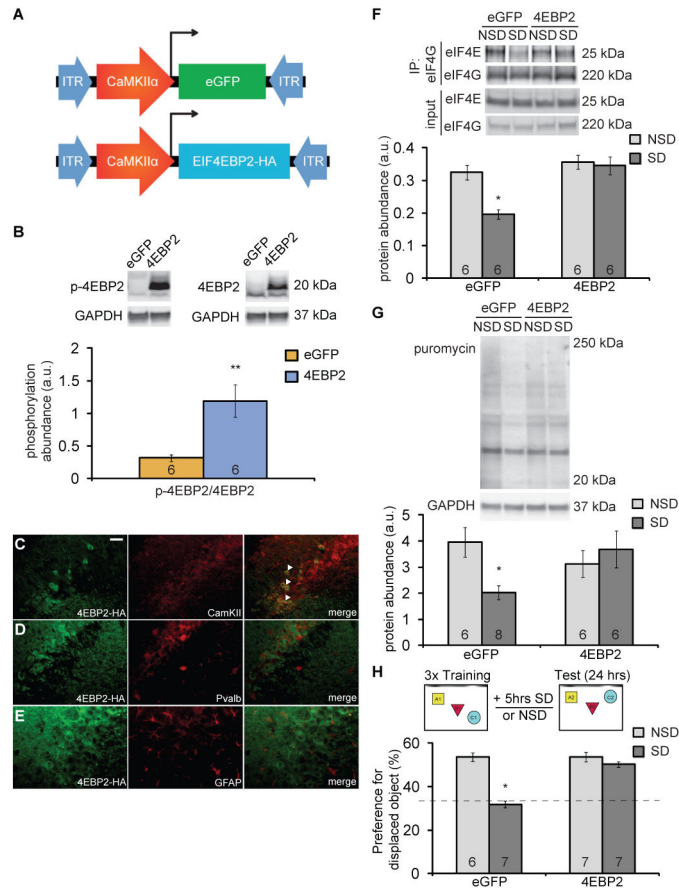 A
ITR CaMKIIα eGFP ITR
ITR CaMKIIα EIF4EBP2-HA ITR
B
eGFP 4EBP2 eGFP 4EBP2
p-4EBP2 4EBP2 20 kDa
GAPDH GAPDH 37 kDa
phosphorylation
abundance (a.u.)
2
1.5
1
0.5
0
eGFP
4EBP2
**
6 6
p-4EBP2/4EBP2
C
4EBP2-HA CamKII merge
D
4EBP2-HA Pvalb merge
E
4EBP2-HA GFAP merge
F
eGFP 4EBP2
NSD SD NSD SD
IP:
eIF4G
eIF4E 25 kDa
eIF4G 220 kDa
input
eIF4E 25 kDa
eIF4G 220 kDa
NSD
SD
protein abundance (a.u.)
0.4
0.3
0.2
0.1
0
*
6 6 6 6
eGFP 4EBP2
G
eGFP 4EBP2
NSD SD NSD SD
puromycin
250 kDa
20 kDa
GAPDH 37 kDa
NSD
SD
protein abundance (a.u.)
5
4
3
2
1
0
*
6 8 6 6
eGFP 4EBP2
H
3x Training Test (24 hrs)
+ 5hrs SD
or NSD
A1 C1
A2 C2
NSD
SD
Preference for
displaced object (%)
60
40
20
0
*
6 7 7 7
eGFP 4EBP2